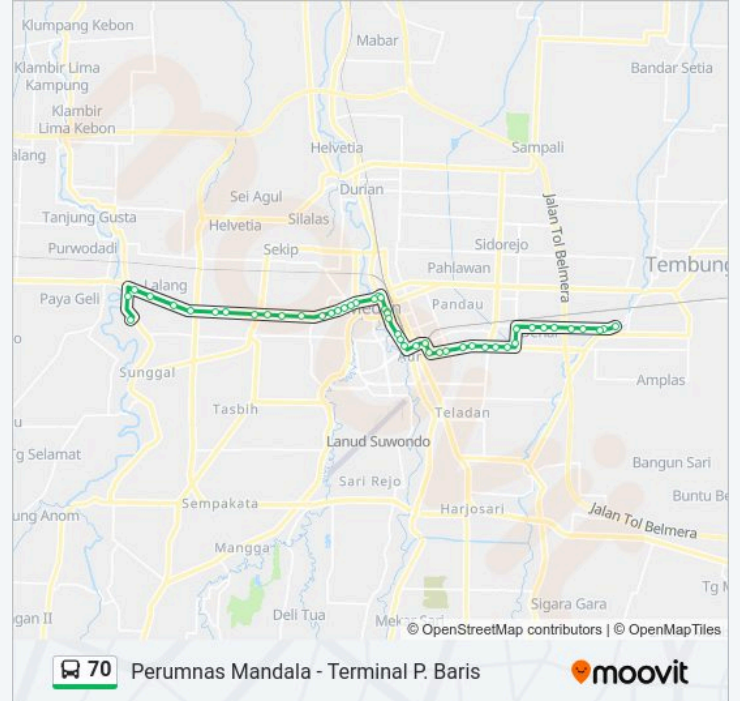 Klumpang Kebon
Mabar
Klambir Lima
Kampung
Bandar Setia
Klambir
Lima Kebon
alang
Helvetia
Sampali
Durian
Sei Agul
Jalan Tol Belmera
Tanjung Gusta
Helvetia
Silalas
Purwodadi
Sekip
Sidorejo
Pahlawan
Tembung
Lalang
Paya Geli
Pandau
Sunggal
Amplas
Tasbih
Teladan
Lanud Suwondo
g Selamat
Sari Rejo
Bangun Sari
Sempakata
Harjosari
Buntu Be
ung Anom
Jalan Tol Belmera
Mangga
Tg M
gan II
Deli Tua
Sigara Gara
© OpenStreetMap contributors | © OpenMapTiles
70 Perumnas Mandala - Terminal P. Baris
moovit